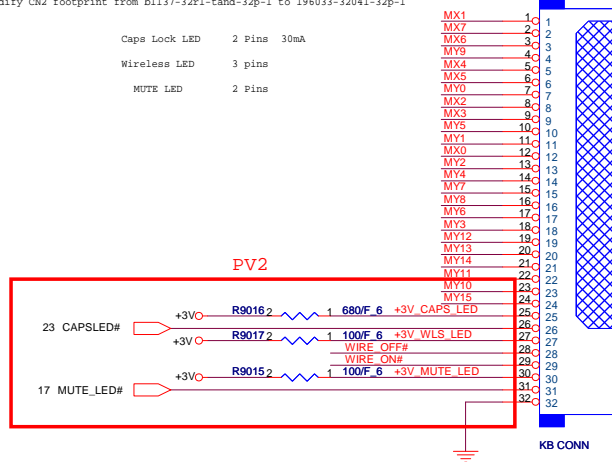 dify CN2 footprint from bl137-32rl-tand-32p-l to 196033-32041-32p-l
Caps Lock LED 2 Pins 30mA
Wireless LED 3 pins
MUTE LED 2 Pins
MX1 1 1
MX7 2 2
MX6 3 3
MY9 4 4
MX4 5 5
MX5 6 6
MY0 7 7
MX2 8 8
MX3 9 9
MY5 10 10
MY1 11 11
MX0 12 12
MY2 13 13
MY4 14 14
MY7 15 15
MY8 16 16
MY6 17 17
MY3 18 18
MY12 19 19
MY13 20 20
MY14 21 21
MY11 22 22
MY10 23 23
MY15 24 24
PV2
+3V R9016 2 1 680/F_6 +3V_CAPS_LED 25 25
23 CAPSLED# 26 26
+3V R9017 2 1 100/F_6 +3V_WLS_LED 27 27
WIRE_OFF# 28 28
WIRE_ON# 29 29
+3V R9015 2 1 100/F_6 +3V_MUTE_LED 30 30
17 MUTE_LED# 31 31
32 32
KB CONN